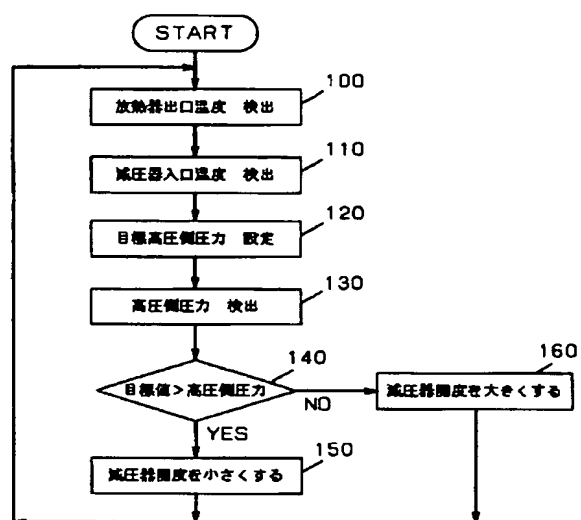 START
100
放熱器出口温度 検出
110
減圧器入口温度 検出
120
目標高圧側圧力 設定
130
高圧側圧力 検出
140
目標値>高圧側圧力
NO
160
減圧器開度を大きくする
YES
150
減圧器開度を小さくする